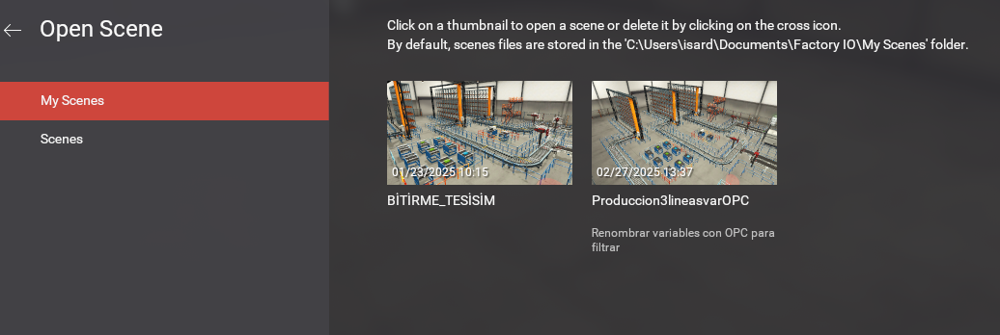 Open Scene
My Scenes
Scenes
Click on a thumbnail to open a scene or delete it by clicking on the cross icon.
By default, scenes files are stored in the 'C:\Users\isard\Documents\Factory IO\My Scenes' folder.
01/23/2025 10:15
BİTİRME_TESİSİM
02/27/2025 13:37
Produccion3lineasvarOPC
Renombrar variables con OPC para
filtrar